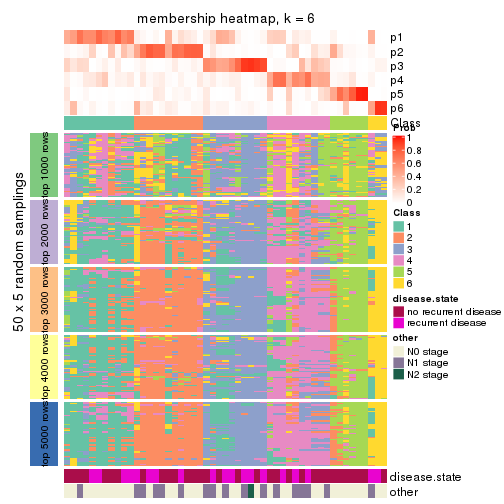 membership heatmap, k = 6
p1
p2
p3
p4
p5
p6
Class
Prob
1
0.8
0.6
0.4
0.2
0
Class
1
2
3
4
5
6
disease.state
no recurrent disease
recurrent disease
other
N0 stage
N1 stage
N2 stage
50 x 5 random samplings
top 1000 rows
top 2000 rows
top 3000 rows
top 4000 rows
top 5000 rows
disease.state
other